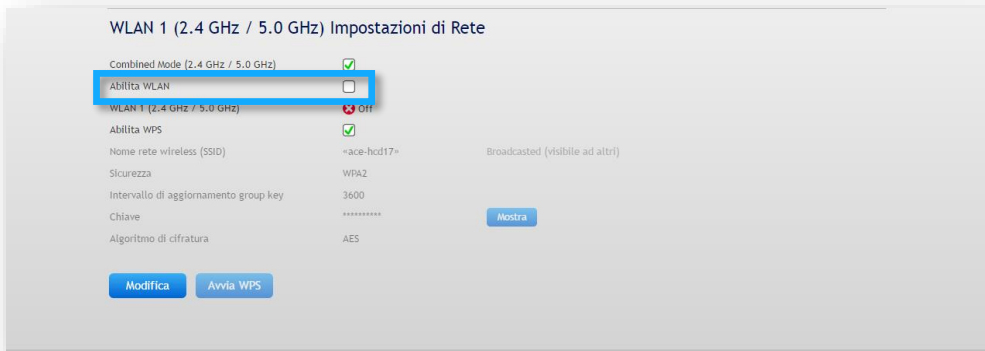 WLAN 1 (2.4 GHz / 5.0 GHz) Impostazioni di Rete
Combined Mode (2.4 GHz / 5.0 GHz)
Abilita WLAN
WLAN 1 (2.4 GHz / 5.0 GHz) Off
Abilita WPS
Nome rete wireless (SSID) «ace-hcd17» Broadcasted (visibile ad altri)
Sicurezza WPA2
Intervallo di aggiornamento group key 3600
Chiave ********** Mostra
Algoritmo di cifratura AES
Modifica Avvia WPS